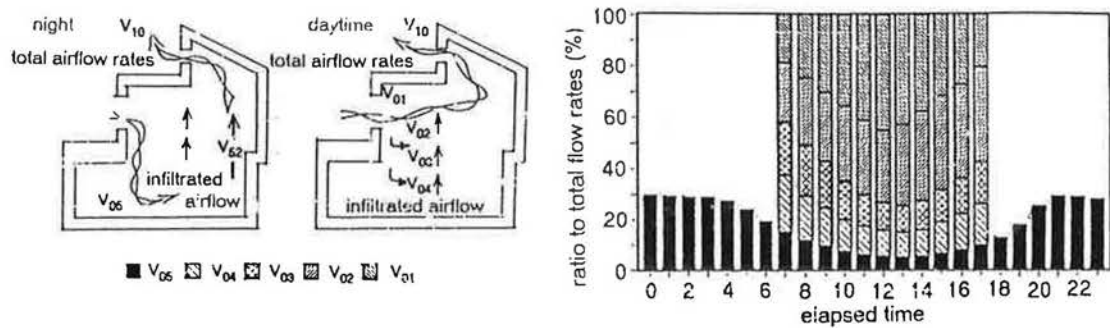 night
V10
total airflow rates
V52
infiltrated
airflow
V05
daytime
V10
total airflow rates
V01
V02
V03
V04
infiltrated airflow
V05 V04 V03 V02 V01
ratio to total flow rates (%)
100
80
60
40
20
0
0 2 4 6 8 10 12 14 16 18 20 22
elapsed time